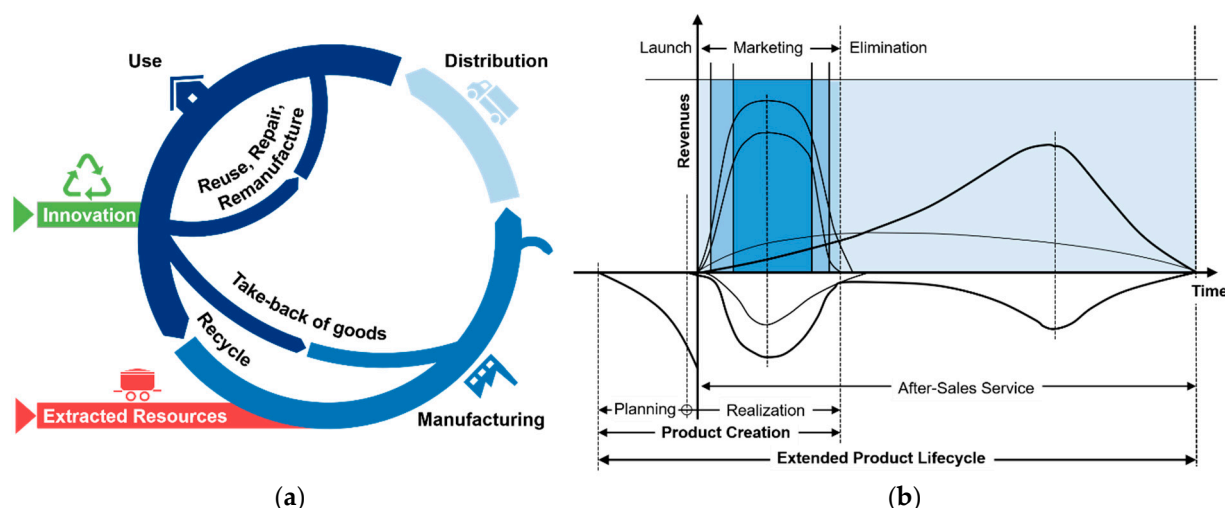 Use
Distribution
Reuse, Repair,
Remanufacture
Innovation
Take-back of goods
Recycle
Extracted Resources
Manufacturing
(a)
Launch
Marketing
Elimination
Revenues
Time
After-Sales Service
Planning
Realization
Product Creation
Extended Product Lifecycle
(b)